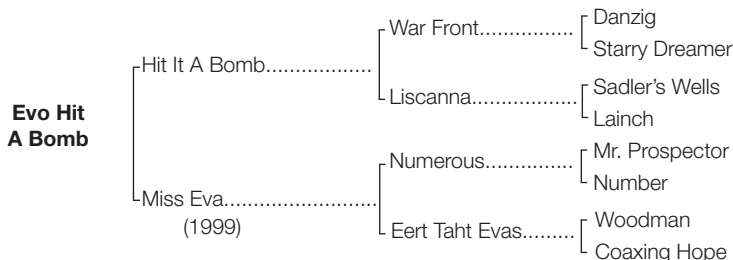 Danzig
War Front................
Starry Dreamer
Hit It A Bomb..................
Sadler’s Wells
Liscanna..................
Lainch
Evo Hit
A Bomb
Mr. Prospector
Numerous...............
Number
Miss Eva..........................
(1999)
Woodman
Eert Taht Evas.........
Coaxing Hope